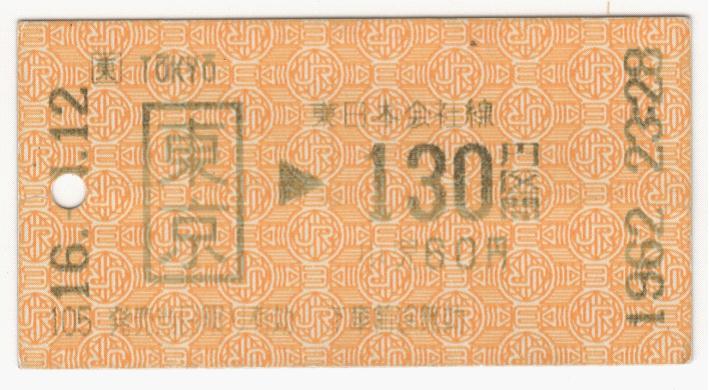 東 TOKYO
東京
東日本会社線
130円区間
小児60円
105 発売当日限り有効 下車前途無効
16.-1.12
1962 23:28